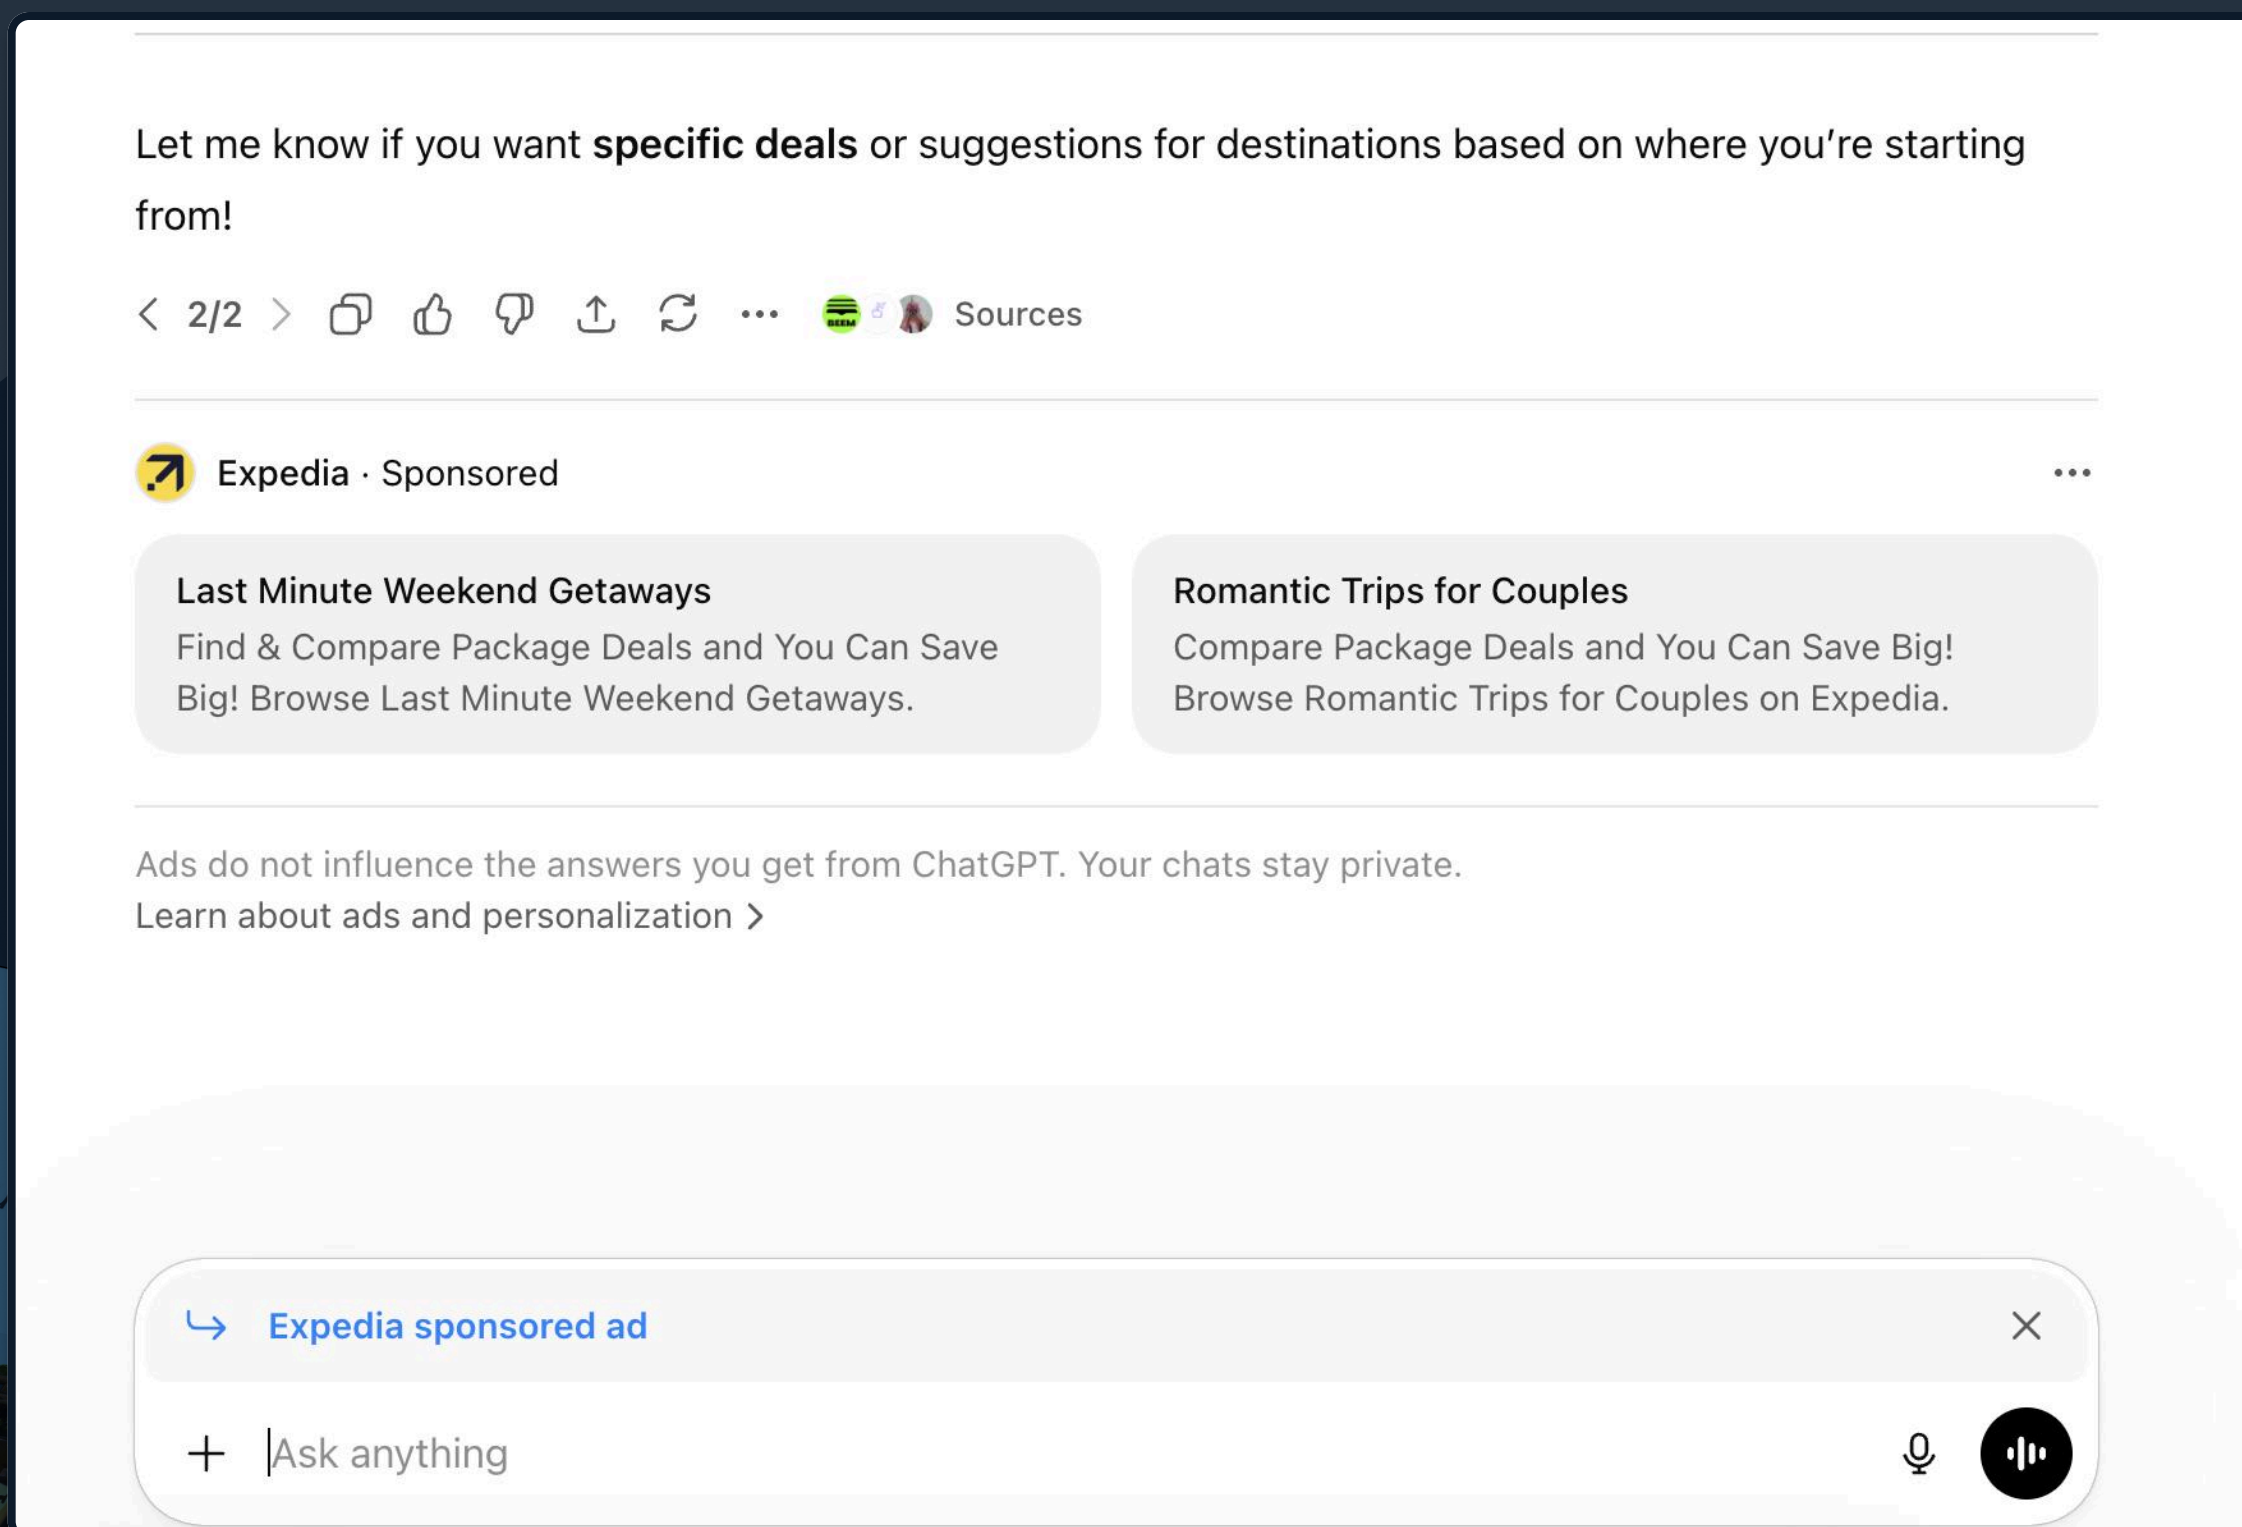 Let me know if you want specific deals or suggestions for destinations based on where you’re starting
from!
2/2
BEEM
Sources
Expedia · Sponsored
Last Minute Weekend Getaways
Find & Compare Package Deals and You Can Save
Big! Browse Last Minute Weekend Getaways.
Romantic Trips for Couples
Compare Package Deals and You Can Save Big!
Browse Romantic Trips for Couples on Expedia.
Ads do not influence the answers you get from ChatGPT. Your chats stay private.
Learn about ads and personalization
Expedia sponsored ad
Ask anything